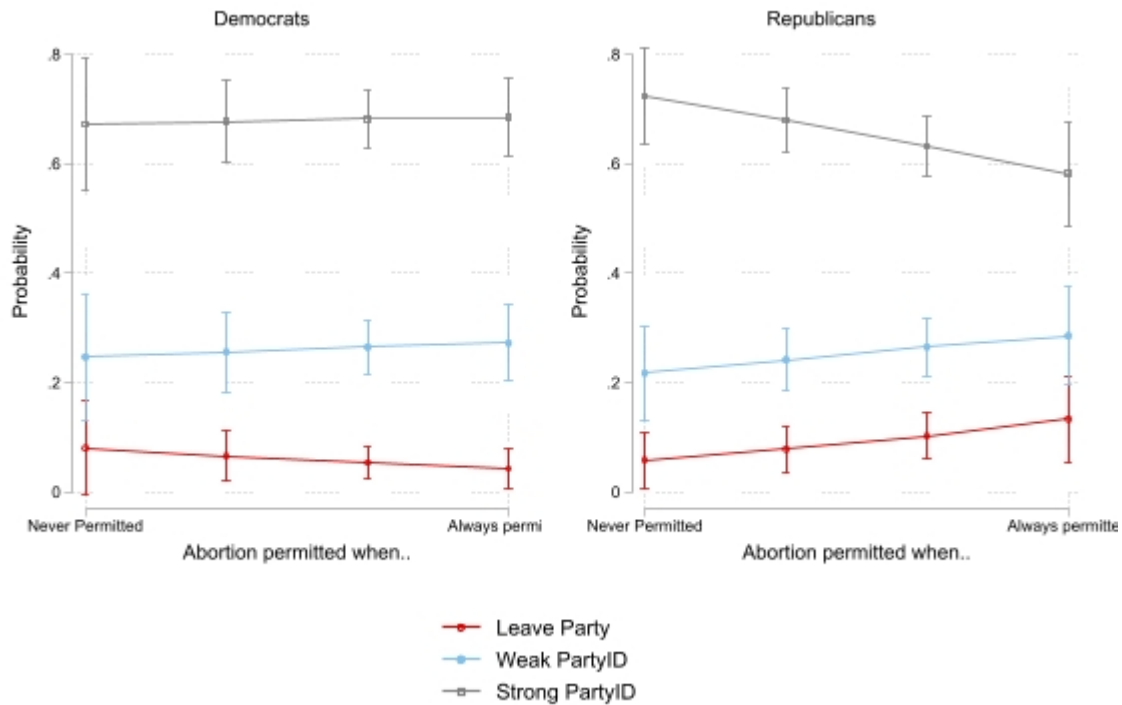 Democrats
Republicans
Probability
.8
.6
.4
.2
0
Never Permitted
Always permi
Abortion permitted when..
Probability
.8
.6
.4
.2
0
Never Permitted
Always permitte
Abortion permitted when..
Leave Party
Weak PartyID
Strong PartyID